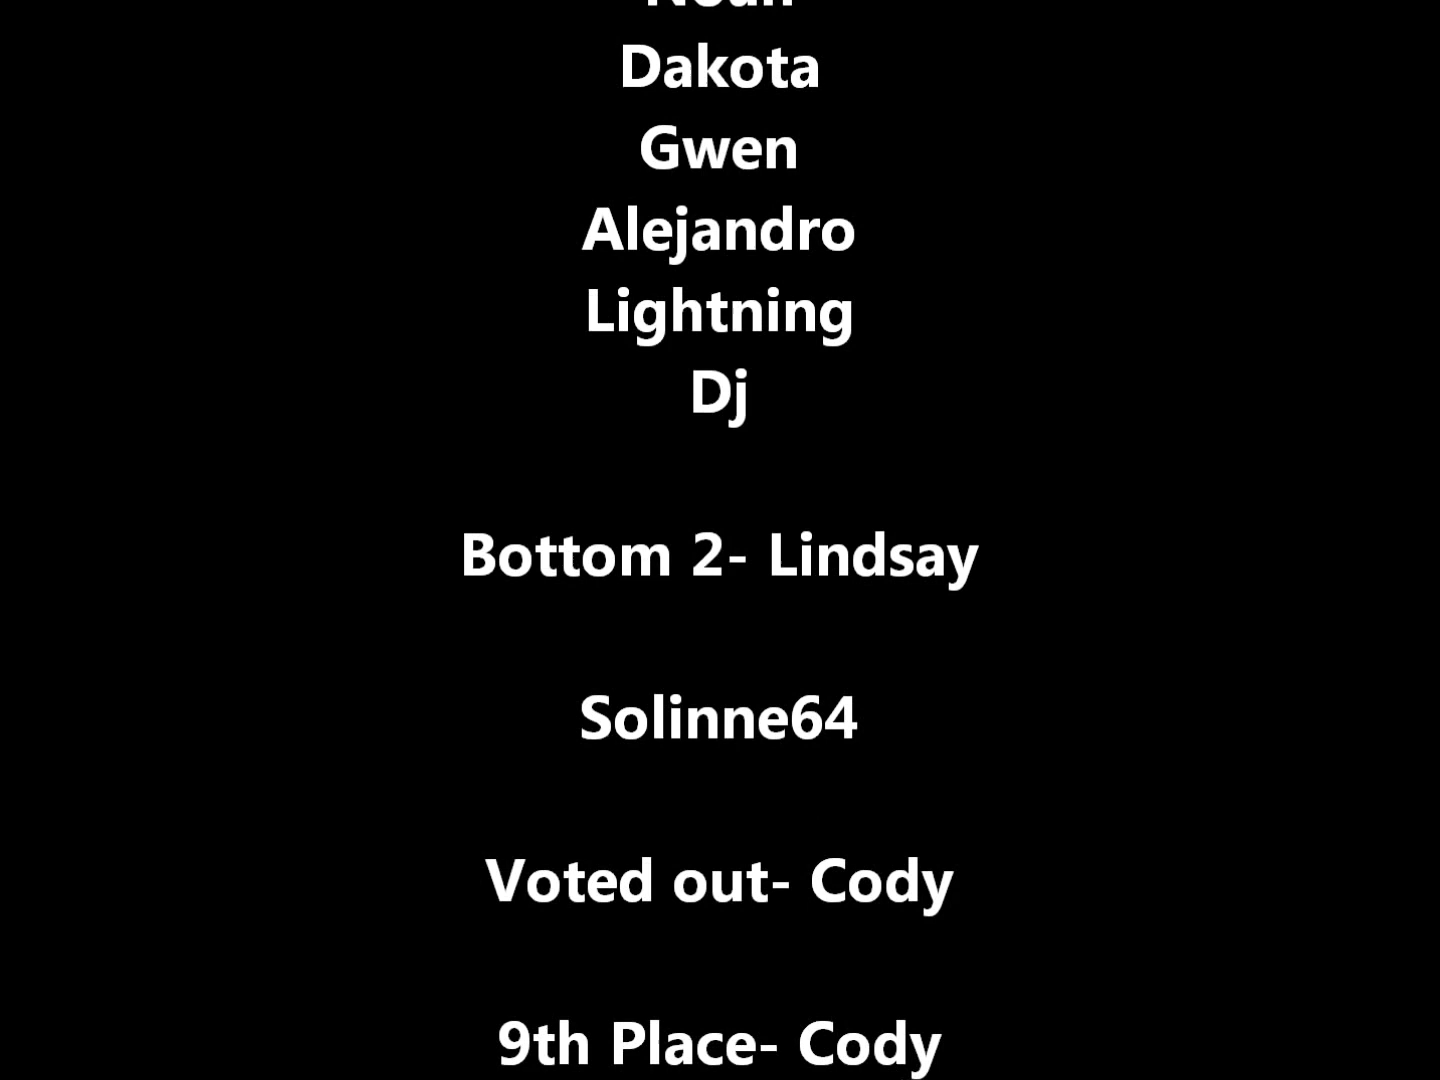 Dakota
Gwen
Alejandro
Lightning
Dj
Bottom 2- Lindsay
Solinne64
Voted out- Cody
9th Place- Cody